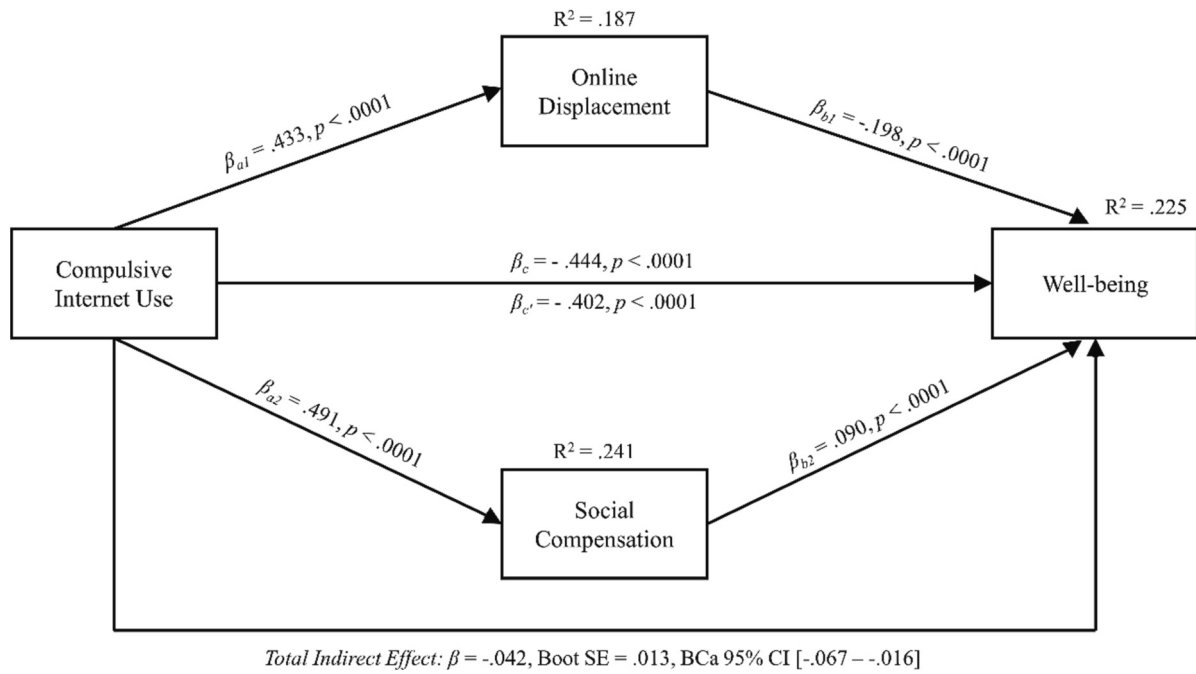 R² = .187
Online
Displacement
βa1 = .433, p < .0001
βb1 = -.198, p < .0001
R² = .225
Compulsive
Internet Use
βc = - .444, p < .0001
βc' = - .402, p < .0001
Well-being
βa2 = .491, p < .0001
R² = .241
βb2 = .090, p < .0001
Social
Compensation
Total Indirect Effect: β = -.042, Boot SE = .013, BCa 95% CI [-.067 – -.016]